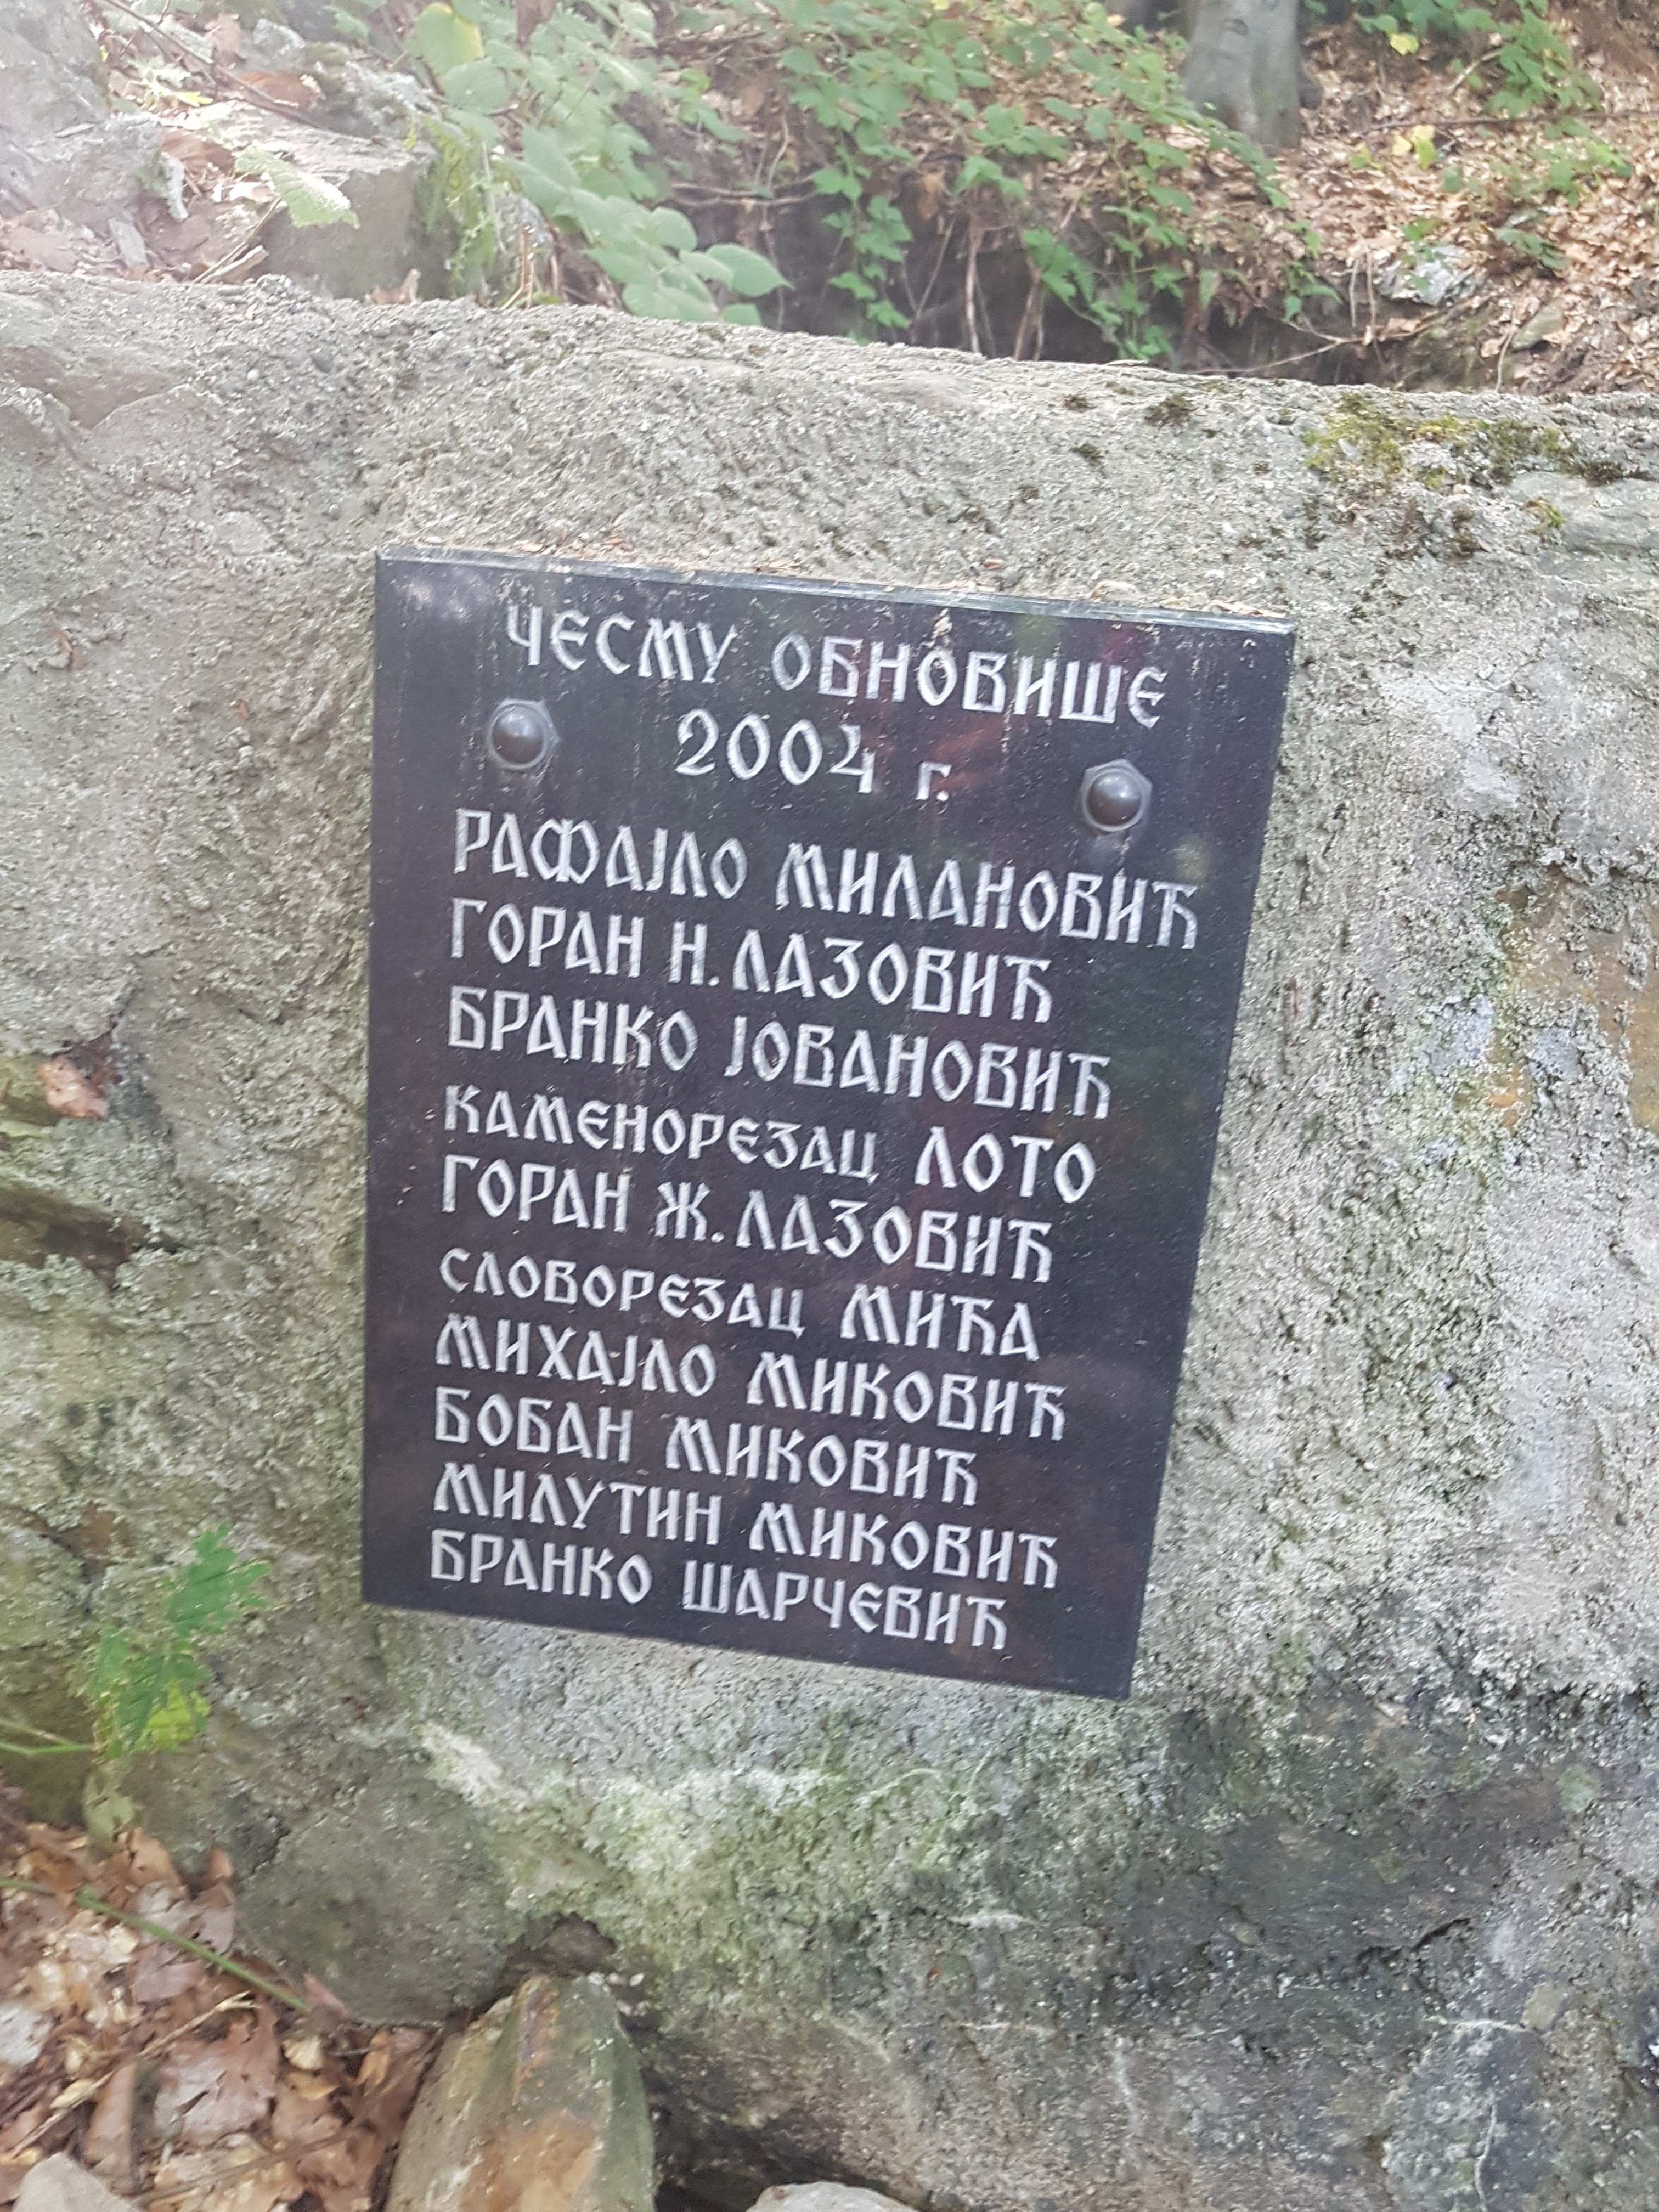 ЧЕСМУ ОБНОВИШЕ
2004 г.
РАФАЈЛО МИЛАНОВИЋ
ГОРАН Н. ЛАЗОВИЋ
БРАНКО ЈОВАНОВИЋ
КАМЕНОРЕЗАЦ ЛОТО
ГОРАН Ж. ЛАЗОВИЋ
СЛОВОРЕЗАЦ МИЋА
МИХАЈЛО МИКОВИЋ
БОБАН МИКОВИЋ
МИЛУТИН МИКОВИЋ
БРАНКО ШАРЧЕВИЋ